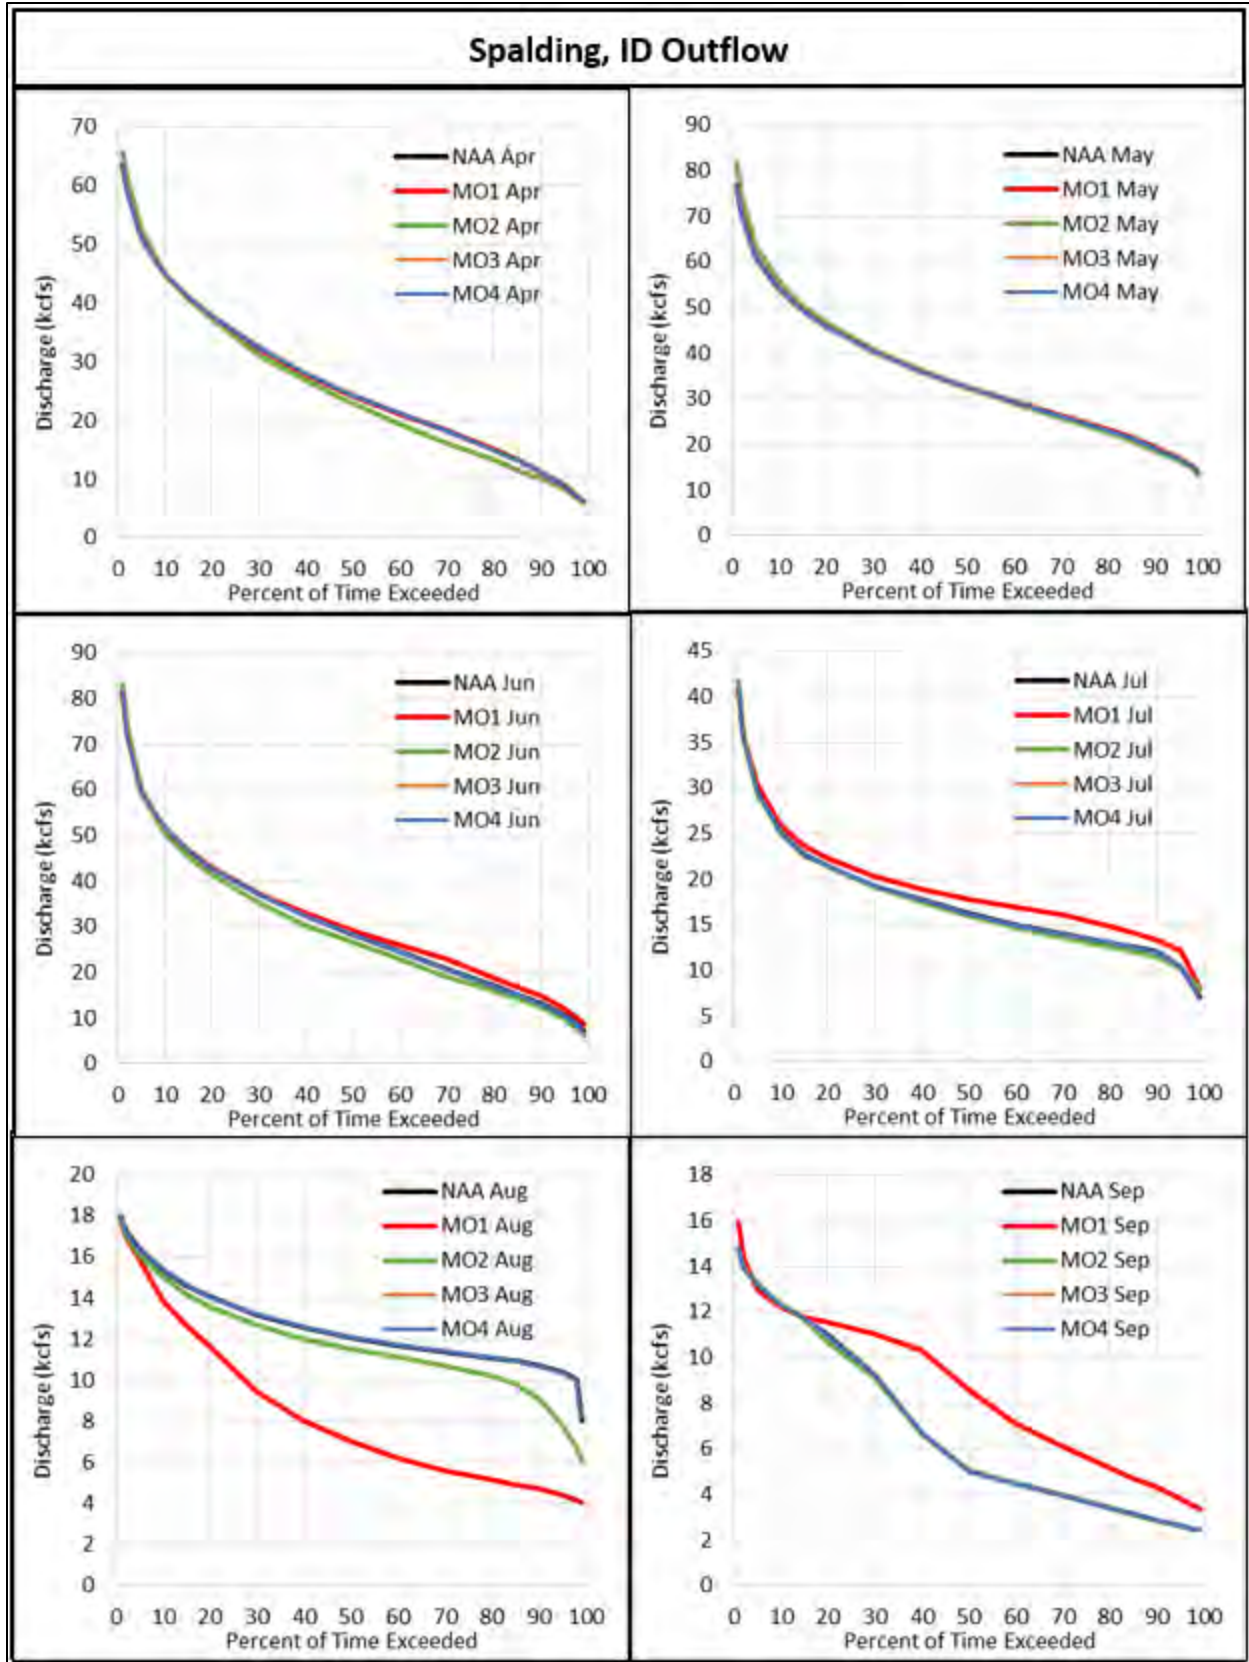 Spalding, ID Outflow
70
60
50
40
30
20
10
0
Discharge (kcfs)
NAA Apr
MO1 Apr
MO2 Apr
MO3 Apr
MO4 Apr
0 10 20 30 40 50 60 70 80 90 100
Percent of Time Exceeded
90
80
70
60
50
40
30
20
10
0
Discharge (kcfs)
NAA May
MO1 May
MO2 May
MO3 May
MO4 May
0 10 20 30 40 50 60 70 80 90 100
Percent of Time Exceeded
90
80
70
60
50
40
30
20
10
0
Discharge (kcfs)
NAA Jun
MO1 Jun
MO2 Jun
MO3 Jun
MO4 Jun
0 10 20 30 40 50 60 70 80 90 100
Percent of Time Exceeded
45
40
35
30
25
20
15
10
5
0
Discharge (kcfs)
NAA Jul
MO1 Jul
MO2 Jul
MO3 Jul
MO4 Jul
0 10 20 30 40 50 60 70 80 90 100
Percent of Time Exceeded
20
18
16
14
12
10
8
6
4
2
0
Discharge (kcfs)
NAA Aug
MO1 Aug
MO2 Aug
MO3 Aug
MO4 Aug
0 10 20 30 40 50 60 70 80 90 100
Percent of Time Exceeded
18
16
14
12
10
8
6
4
2
0
Discharge (kcfs)
NAA Sep
MO1 Sep
MO2 Sep
MO3 Sep
MO4 Sep
0 10 20 30 40 50 60 70 80 90 100
Percent of Time Exceeded